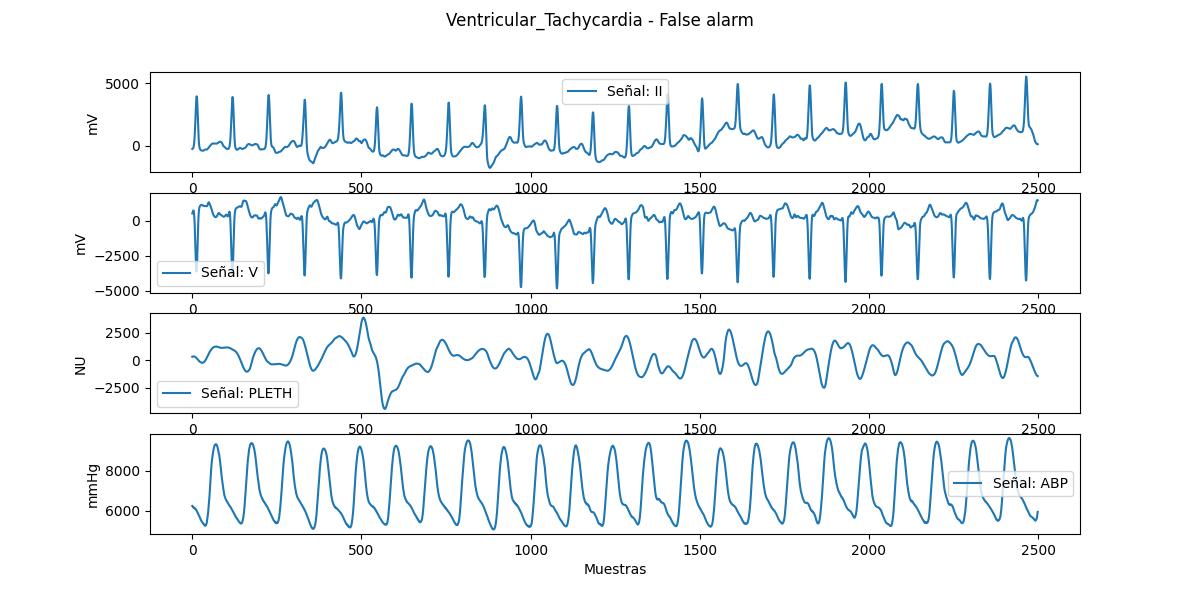 Ventricular_Tachycardia - False alarm
5000
0
mV
Señal: II
0 500 1000 1500 2000 2500
0
−2500
−5000
mV
Señal: V
0 500 1000 1500 2000 2500
2500
0
−2500
NU
Señal: PLETH
0 500 1000 1500 2000 2500
8000
6000
mmHg
Señal: ABP
0 500 1000 1500 2000 2500
Muestras